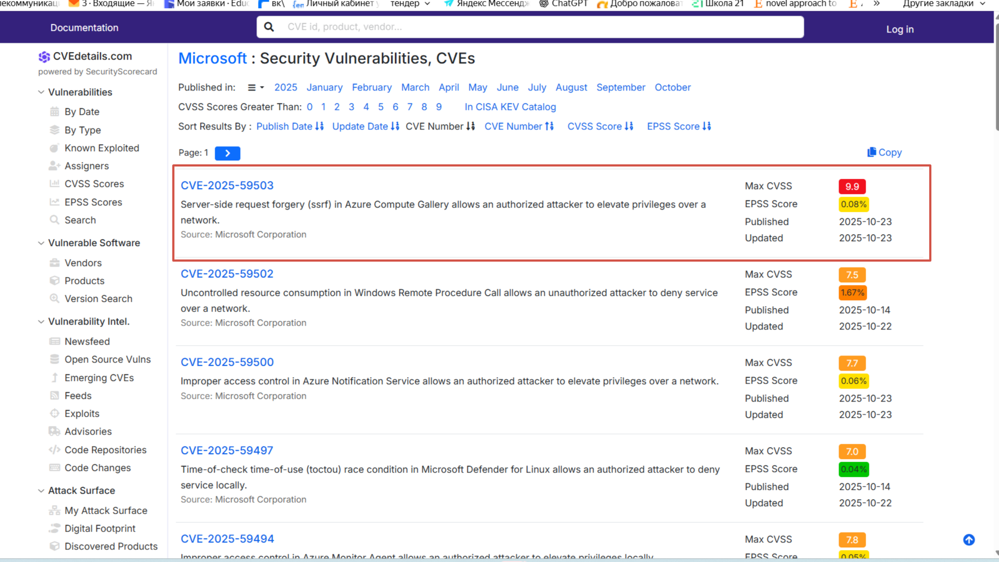 3 · Входящие — Я
Мои заявки · Edu
вк\
Личный кабинет
тендер
Яндекс Мессендж
ChatGPT
Добро пожаловат
Школа 21
novel approach to
»
Другие закладки
Documentation
CVE id, product, vendor...
Log in
CVEdetails.com
powered by SecurityScorecard
Vulnerabilities
By Date
By Type
Known Exploited
Assigners
CVSS Scores
EPSS Scores
Search
Vulnerable Software
Vendors
Products
Version Search
Vulnerability Intel.
Newsfeed
Open Source Vulns
Emerging CVEs
Feeds
Exploits
Advisories
Code Repositories
Code Changes
Attack Surface
My Attack Surface
Digital Footprint
Discovered Products
Microsoft : Security Vulnerabilities, CVEs
Published in: 2025 January February March April May June July August September October
CVSS Scores Greater Than: 0 1 2 3 4 5 6 7 8 9 In CISA KEV Catalog
Sort Results By : Publish Date Update Date CVE Number CVE Number CVSS Score EPSS Score
Page: 1
Copy
CVE-2025-59503
Server-side request forgery (ssrf) in Azure Compute Gallery allows an authorized attacker to elevate privileges over a
network.
Source: Microsoft Corporation
Max CVSS 9.9
EPSS Score 0.08%
Published 2025-10-23
Updated 2025-10-23
CVE-2025-59502
Uncontrolled resource consumption in Windows Remote Procedure Call allows an unauthorized attacker to deny service
over a network.
Source: Microsoft Corporation
Max CVSS 7.5
EPSS Score 1.67%
Published 2025-10-14
Updated 2025-10-22
CVE-2025-59500
Improper access control in Azure Notification Service allows an authorized attacker to elevate privileges over a network.
Source: Microsoft Corporation
Max CVSS 7.7
EPSS Score 0.06%
Published 2025-10-23
Updated 2025-10-23
CVE-2025-59497
Time-of-check time-of-use (toctou) race condition in Microsoft Defender for Linux allows an authorized attacker to deny
service locally.
Source: Microsoft Corporation
Max CVSS 7.0
EPSS Score 0.04%
Published 2025-10-14
Updated 2025-10-22
CVE-2025-59494
Improper access control in Azure Monitor Agent allows an authorized attacker to elevate privileges locally.
Max CVSS 7.8
EPSS Score 0.05%